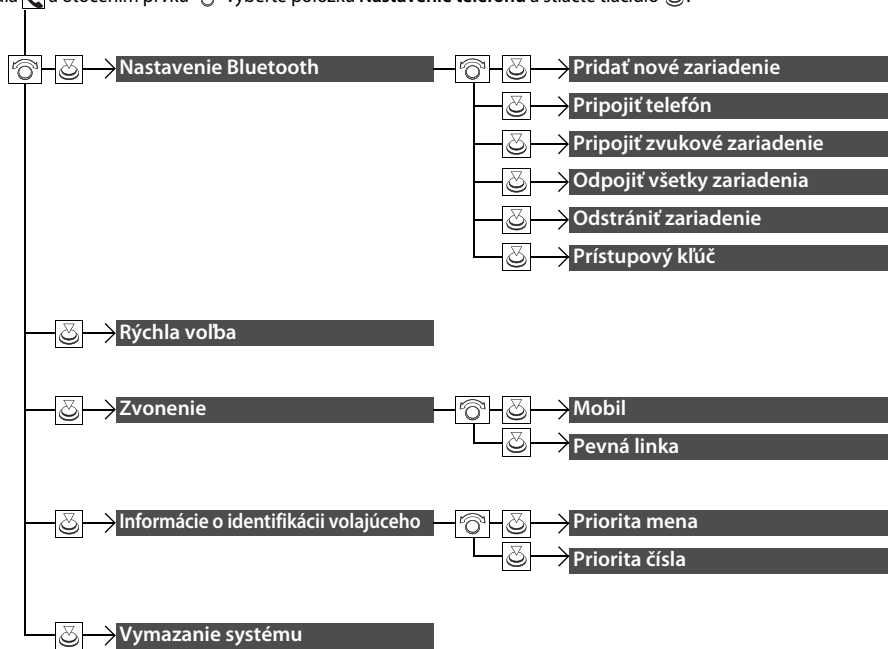 a otočením prvku vyberte položku Nastavenie telefónu a stlačte tlačidlo .
Nastavenie Bluetooth
Pridať nové zariadenie
Pripojiť telefón
Pripojiť zvukové zariadenie
Odpojiť všetky zariadenia
Odstrániť zariadenie
Prístupový kľúč
Rýchla voľba
Zvonenie
Mobil
Pevná linka
Informácie o identifikácii volajúceho
Priorita mena
Priorita čísla
Vymazanie systému